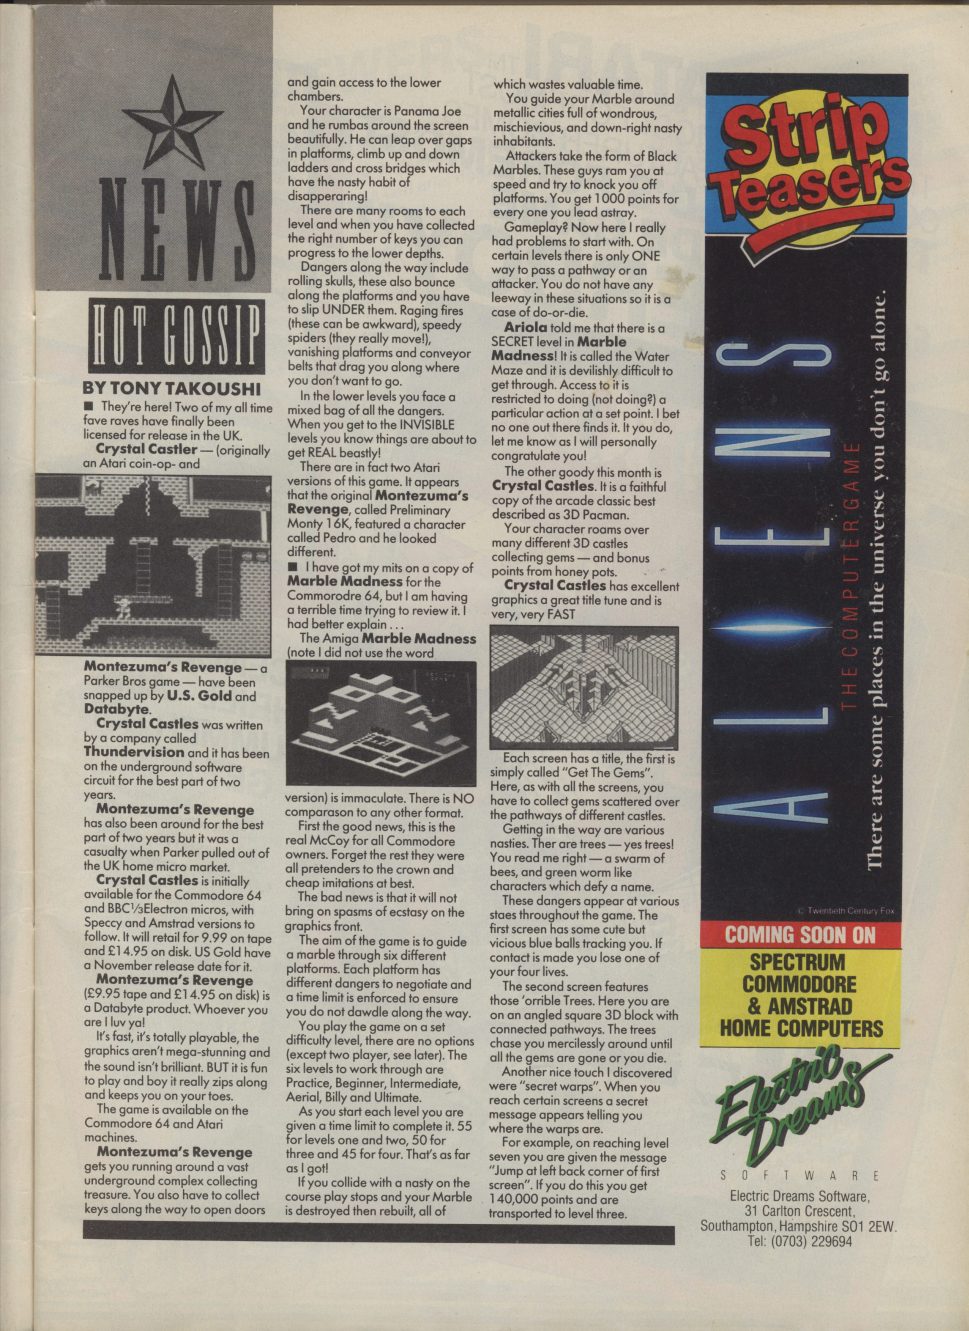 NEWS
HOT GOSSIP
BY TONY TAKOUSHI
■ They're here! Two of my all time
fave raves have finally been
licensed for release in the UK.
Crystal Castler — (originally
an Atari coin-op- and
Montezuma's Revenge — a
Parker Bros game — have been
snapped up by U.S. Gold and
Databyte.
Crystal Castles was written
by a company called
Thundervision and it has been
on the underground software
circuit for the best part of two
years.
Montezuma's Revenge
has also been around for the best
part of two years but it was a
casualty when Parker pulled out of
the UK home micro market.
Crystal Castles is initially
available for the Commodore 64
and BBC⅓Electron micros, with
Speccy and Amstrad versions to
follow. It will retail for 9.99 on tape
and £14.95 on disk. US Gold have
a November release date for it.
Montezuma's Revenge
(£9.95 tape and £14.95 on disk) is
a Databyte product. Whoever you
are I luv ya!
It's fast, it's totally playable, the
graphics aren't mega-stunning and
the sound isn't brilliant. BUT it is fun
to play and boy it really zips along
and keeps you on your toes.
The game is available on the
Commodore 64 and Atari
machines.
Montezuma's Revenge
gets you running around a vast
underground complex collecting
treasure. You also have to collect
keys along the way to open doors
and gain access to the lower
chambers.
Your character is Panama Joe
and he rumbas around the screen
beautifully. He can leap over gaps
in platforms, climb up and down
ladders and cross bridges which
have the nasty habit of
disapperaring!
There are many rooms to each
level and when you have collected
the right number of keys you can
progress to the lower depths.
Dangers along the way include
rolling skulls, these also bounce
along the platforms and you have
to slip UNDER them. Raging fires
(these can be awkward), speedy
spiders (they really move!),
vanishing platforms and conveyor
belts that drag you along where
you don't want to go.
In the lower levels you face a
mixed bag of all the dangers.
When you get to the INVISIBLE
levels you know things are about to
get REAL beastly!
There are in fact two Atari
versions of this game. It appears
that the original Montezuma's
Revenge, called Preliminary
Monty 16K, featured a character
called Pedro and he looked
different.
■ I have got my mits on a copy of
Marble Madness for the
Commorodre 64, but I am having
a terrible time trying to review it. I
had better explain . . .
The Amiga Marble Madness
(note I did not use the word
version) is immaculate. There is NO
comparason to any other format.
First the good news, this is the
real McCoy for all Commodore
owners. Forget the rest they were
all pretenders to the crown and
cheap imitations at best.
The bad news is that it will not
bring on spasms of ecstasy on the
graphics front.
The aim of the game is to guide
a marble through six different
platforms. Each platform has
different dangers to negotiate and
a time limit is enforced to ensure
you do not dawdle along the way.
You play the game on a set
difficulty level, there are no options
(except two player, see later). The
six levels to work through are
Practice, Beginner, Intermediate,
Aerial, Billy and Ultimate.
As you start each level you are
given a time limit to complete it. 55
for levels one and two, 50 for
three and 45 for four. That's as far
as I got!
If you collide with a nasty on the
course play stops and your Marble
is destroyed then rebuilt, all of
which wastes valuable time.
You guide your Marble around
metallic cities full of wondrous,
mischievious, and down-right nasty
inhabitants.
Attackers take the form of Black
Marbles. These guys ram you at
speed and try to knock you off
platforms. You get 1000 points for
every one you lead astray.
Gameplay? Now here I really
had problems to start with. On
certain levels there is only ONE
way to pass a pathway or an
attacker. You do not have any
leeway in these situations so it is a
case of do-or-die.
Ariola told me that there is a
SECRET level in Marble
Madness! It is called the Water
Maze and it is devilishly difficult to
get through. Access to it is
restricted to doing (not doing?) a
particular action at a set point. I bet
no one out there finds it. If you do,
let me know as I will personally
congratulate you!
The other goody this month is
Crystal Castles. It is a faithful
copy of the arcade classic best
described as 3D Pacman.
Your character roams over
many different 3D castles
collecting gems — and bonus
points from honey pots.
Crystal Castles has excellent
graphics a great title tune and is
very, very FAST
Each screen has a title, the first is
simply called "Get The Gems".
Here, as with all the screens, you
have to collect gems scattered over
the pathways of different castles.
Getting in the way are various
nasties. Ther are trees — yes trees!
You read me right — a swarm of
bees, and green worm like
characters which defy a name.
These dangers appear at various
staes throughout the game. The
first screen has some cute but
vicious blue balls tracking you. If
contact is made you lose one of
your four lives.
The second screen features
those 'orrible Trees. Here you are
on an angled square 3D block with
connected pathways. The trees
chase you mercilessly around until
all the gems are gone or you die.
Another nice touch I discovered
were "secret warps". When you
reach certain screens a secret
message appears telling you
where the warps are.
For example, on reaching level
seven you are given the message
"Jump at left back corner of first
screen". If you do this you get
140,000 points and are
transported to level three.
Strip
Teasers
ALIENS
THE COMPUTER GAME
There are some places in the universe you don't go alone.
© Twentieth Century Fox
COMING SOON ON
SPECTRUM
COMMODORE
& AMSTRAD
HOME COMPUTERS
Electric
Dreams
SOFTWARE
Electric Dreams Software,
31 Carlton Crescent,
Southampton, Hampshire SO1 2EW.
Tel: (0703) 229694